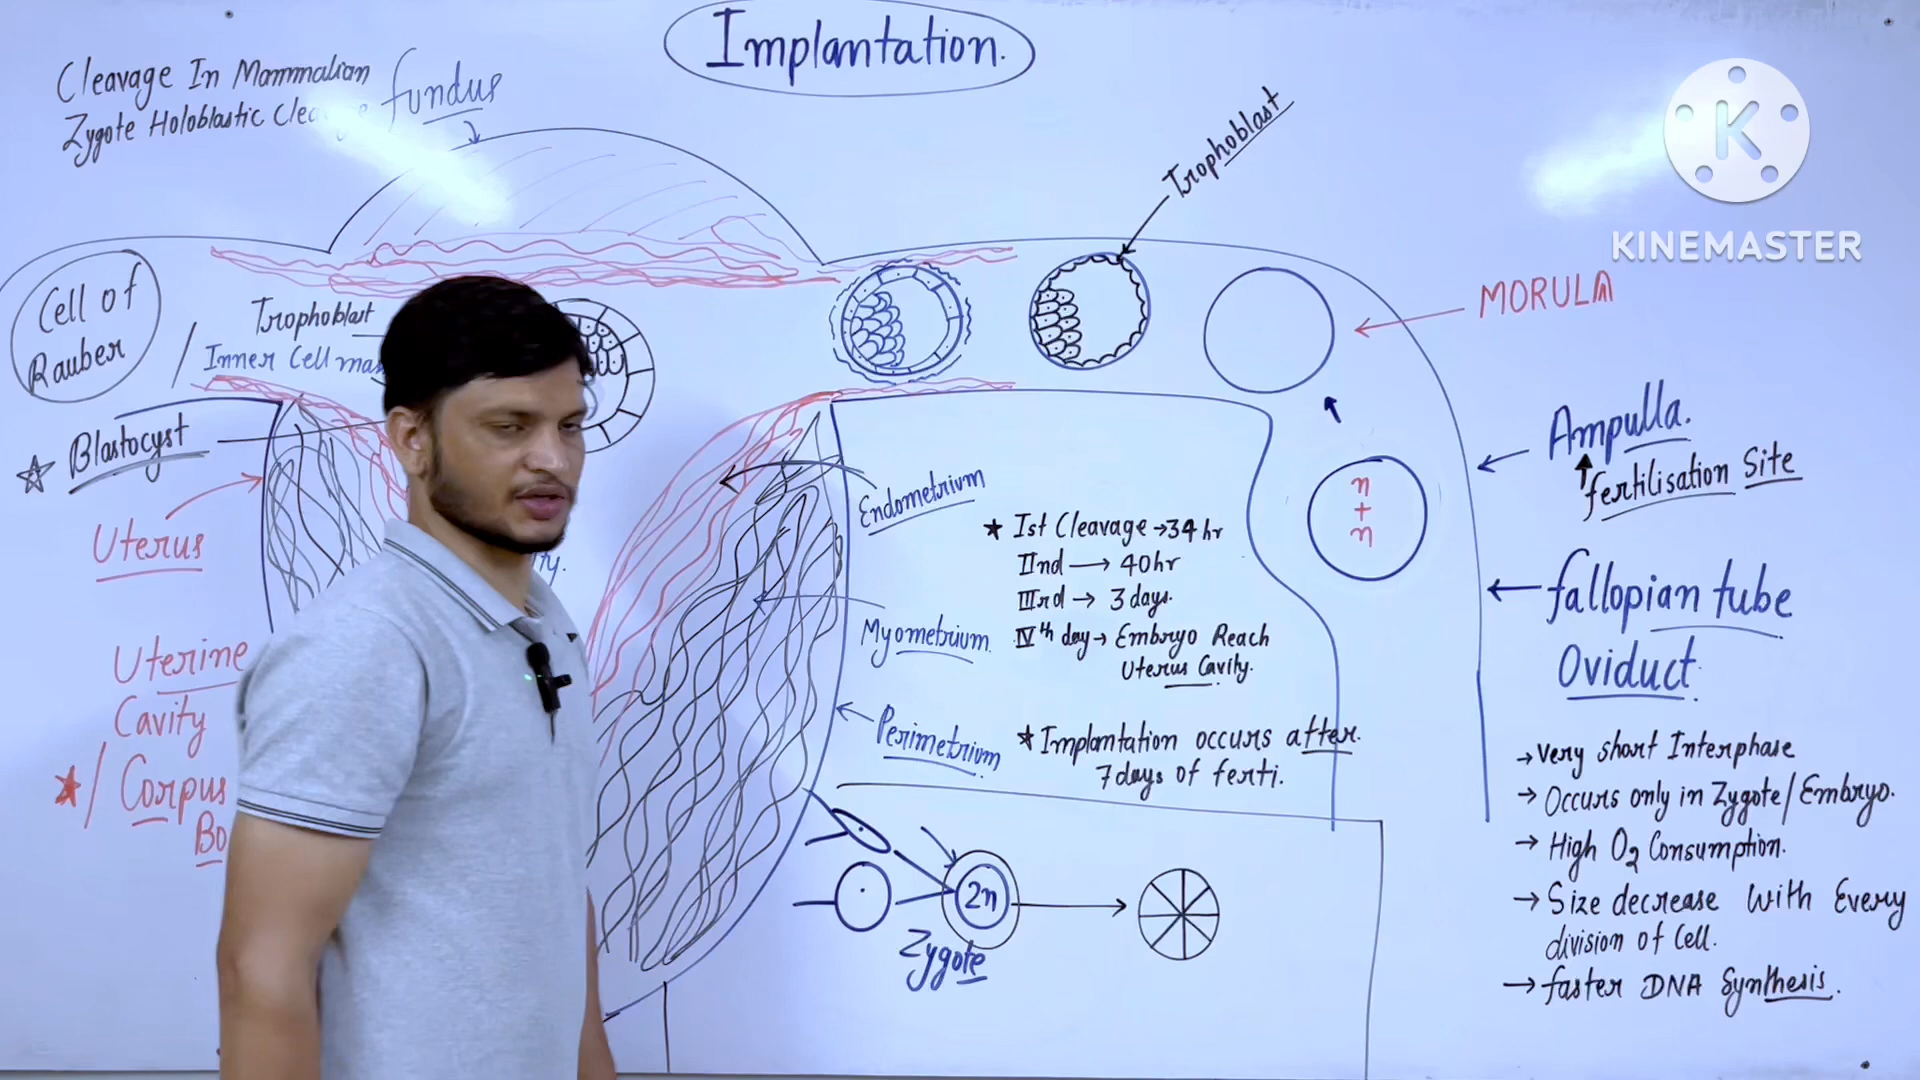 Implantation.
Cleavage In Mammalian
Zygote Holoblastic
fundus
Trophoblast
KINEMASTER
MORULA
Cell of
Rauber
Trophoblast
Inner Cell
Blastocyst
Uterus
Uterine
Cavity
Corpus
Endometrium
Myometrium.
Perimetrium
Ist Cleavage → 34 hr
IInd → 40hr
IIIrd → 3 days.
IVth day → Embryo Reach
Uterus Cavity.
Implantation occurs after.
7 days of ferti.
n
+
n
2n
Zygote
Ampulla.
fertilisation Site
fallopian tube
Oviduct.
→ Very short Interphase
→ Occurs only in Zygote/Embryo.
→ High O2 Consumption.
→ Size decrease With Every
division of Cell.
→ faster DNA Synthesis.